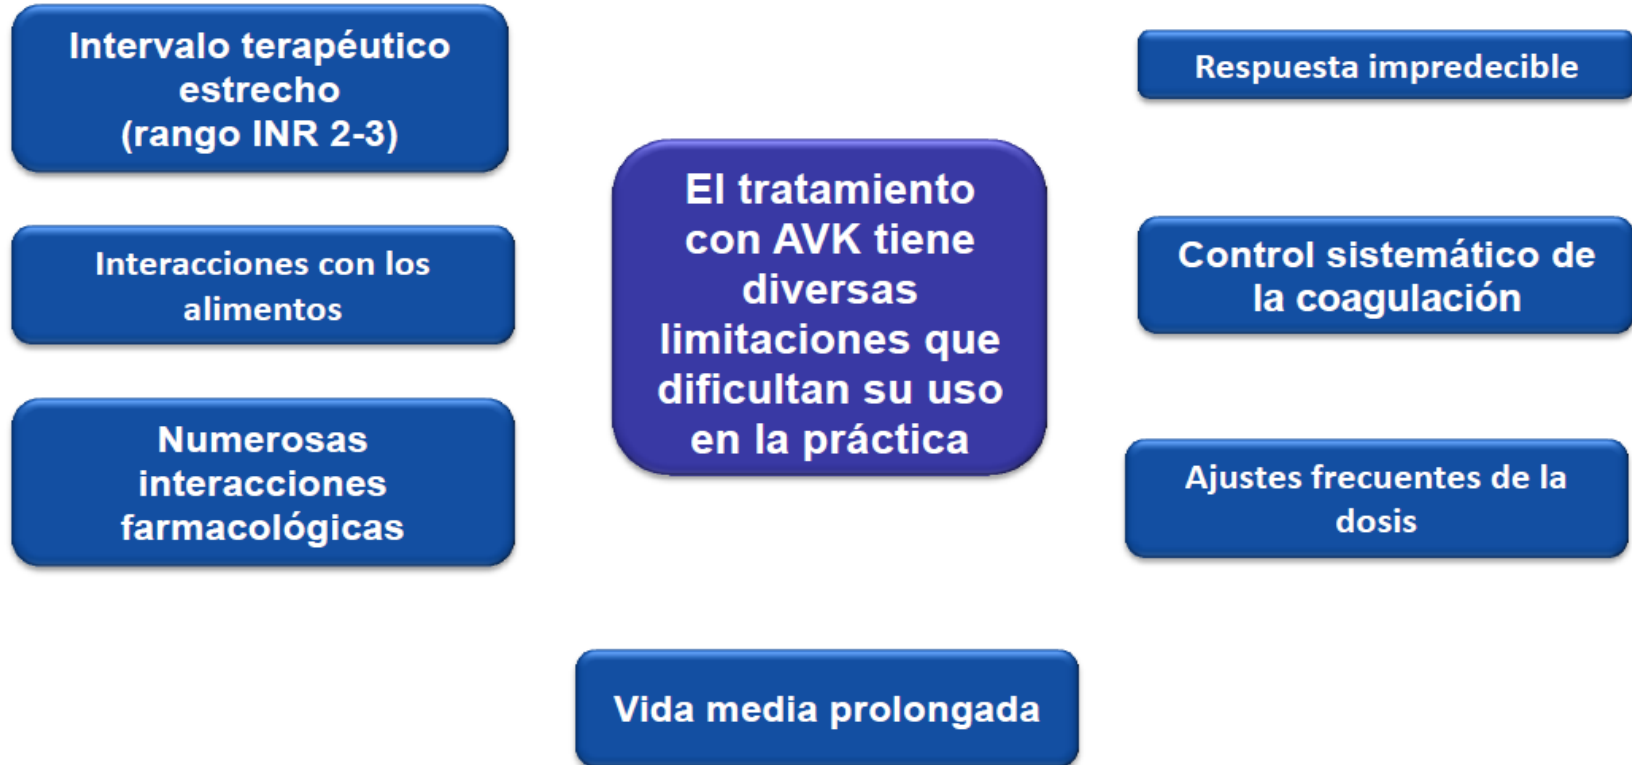 Intervalo terapéutico
estrecho
(rango INR 2-3)
Interacciones con los
alimentos
Numerosas
interacciones
farmacológicas
El tratamiento
con AVK tiene
diversas
limitaciones que
dificultan su uso
en la práctica
Respuesta impredecible
Control sistemático de
la coagulación
Ajustes frecuentes de la
dosis
Vida media prolongada